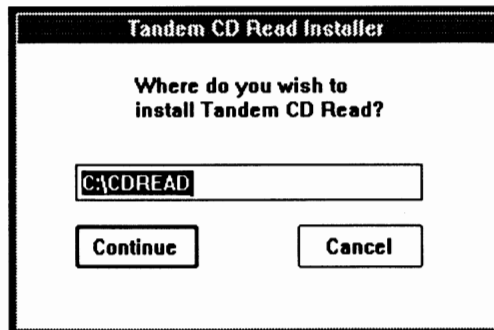 Tandem CD Read Installer
Where do you wish to
install Tandem CD Read?
C:\CDREAD
Continue
Cancel